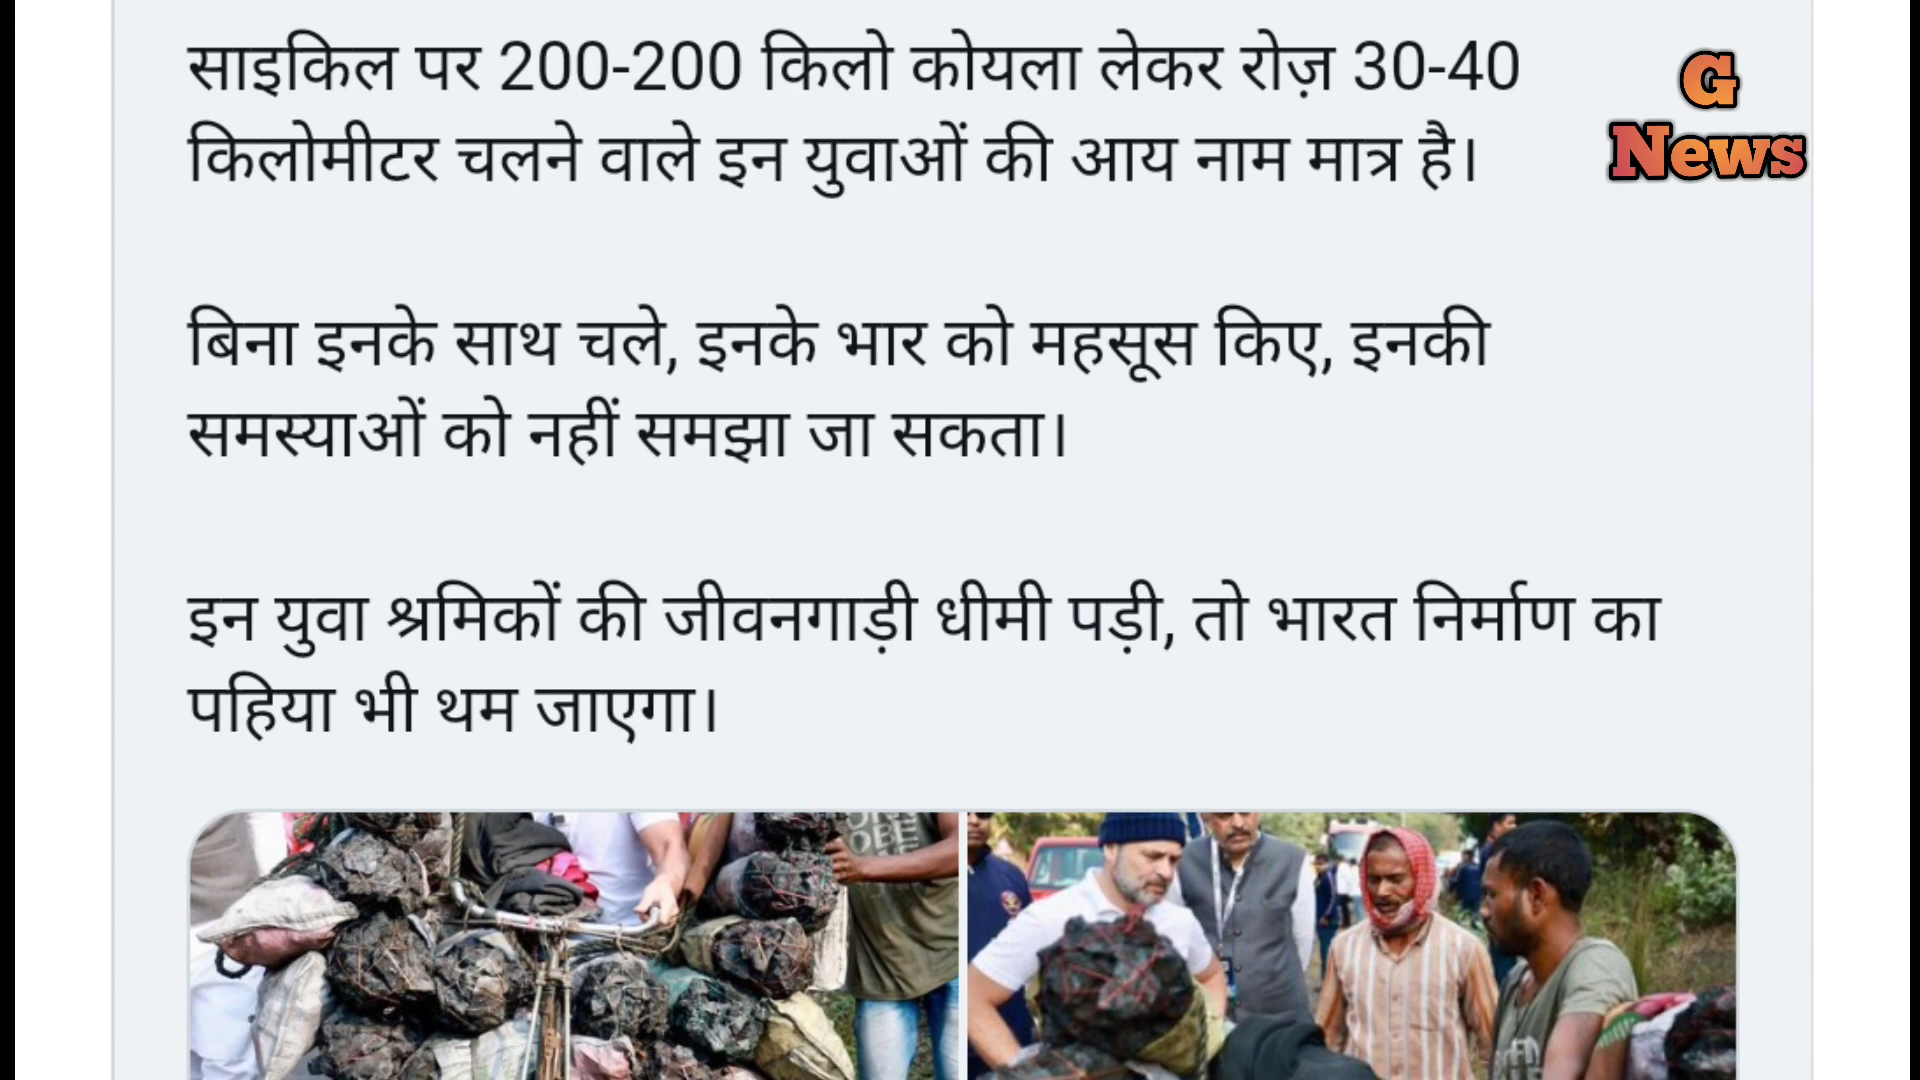 साइकिल पर 200-200 किलो कोयला लेकर रोज़ 30-40
किलोमीटर चलने वाले इन युवाओं की आय नाम मात्र है।
G
News
बिना इनके साथ चले, इनके भार को महसूस किए, इनकी
समस्याओं को नहीं समझा जा सकता।
इन युवा श्रमिकों की जीवनगाड़ी धीमी पड़ी, तो भारत निर्माण का
पहिया भी थम जाएगा।